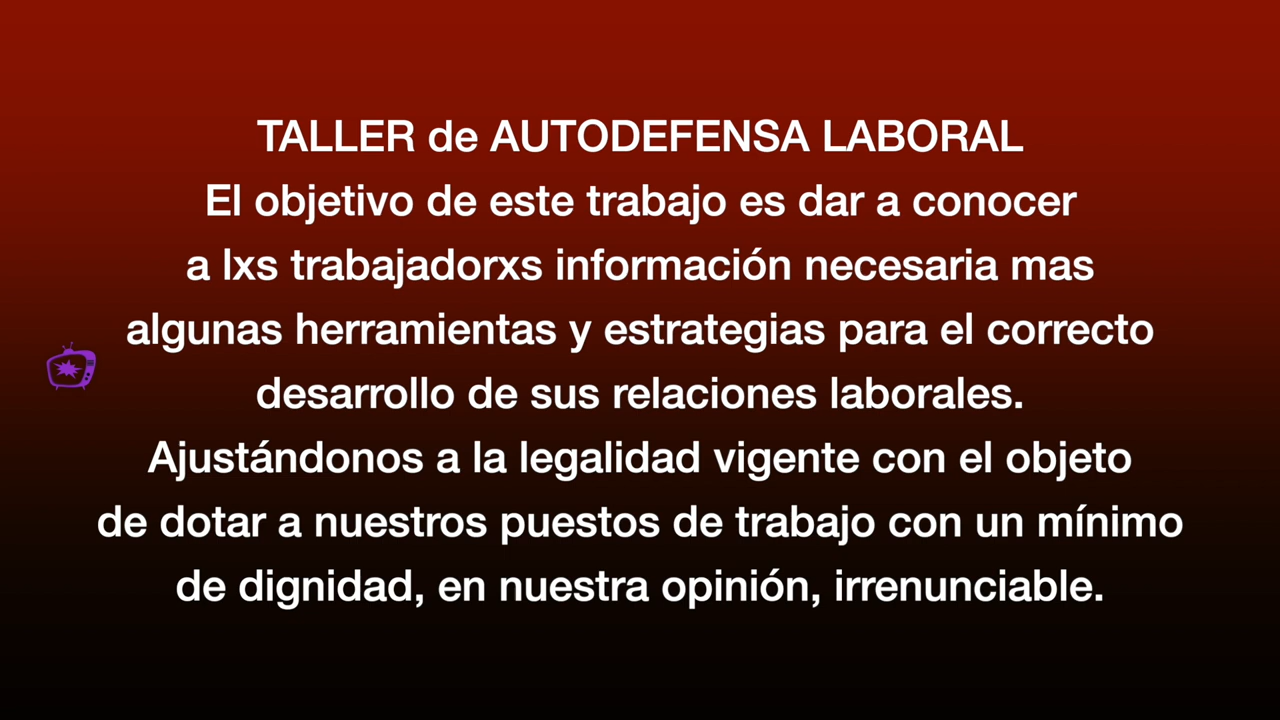 TALLER de AUTODEFENSA LABORAL
El objetivo de este trabajo es dar a conocer
a lxs trabajadorxs información necesaria mas
algunas herramientas y estrategias para el correcto
desarrollo de sus relaciones laborales.
Ajustándonos a la legalidad vigente con el objeto
de dotar a nuestros puestos de trabajo con un mínimo
de dignidad, en nuestra opinión, irrenunciable.